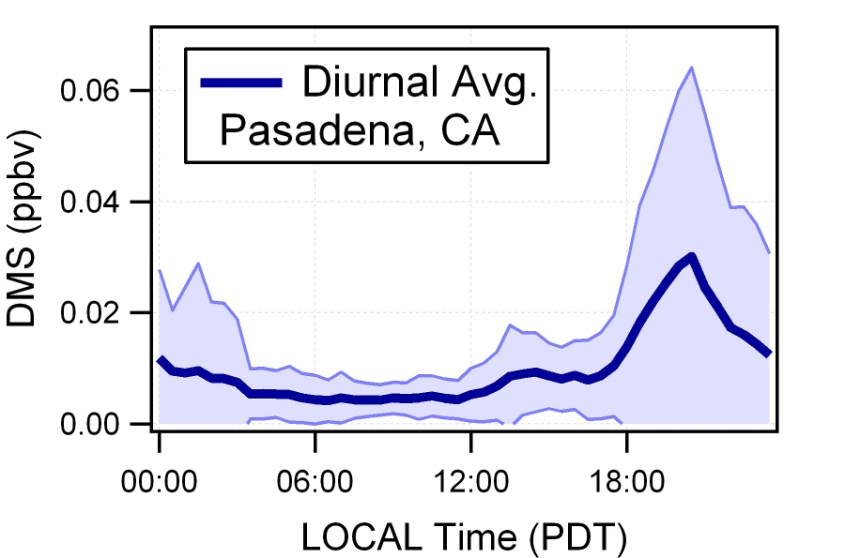 Diurnal Avg.
Pasadena, CA
DMS (ppbv)
0.06
0.04
0.02
0.00
00:00 06:00 12:00 18:00
LOCAL Time (PDT)